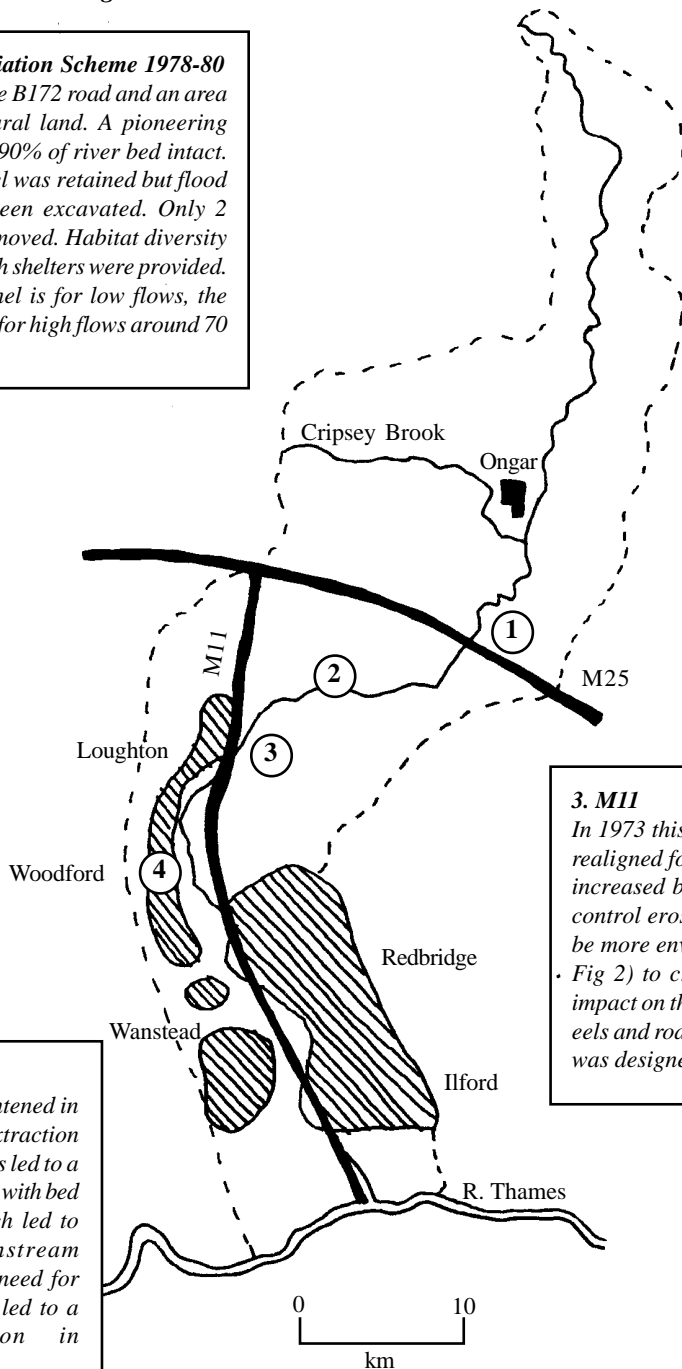 iation Scheme 1978-80
e B172 road and an area
ural land. A pioneering
90% of river bed intact.
el was retained but flood
een excavated. Only 2
moved. Habitat diversity
h shelters were provided.
nel is for low flows, the
for high flows around 70
Cripsey Brook
Ongar
1
M25
M11
2
3
Loughton
4
Woodford
Redbridge
Wanstead
Ilford
R. Thames
0 10
km
3. M11
In 1973 this
realigned fo
increased b
control eros
be more env
Fig 2) to c
impact on th
eels and roa
was designe
ntened in
xtraction
s led to a
with bed
h led to
nstream
need for
led to a
on in